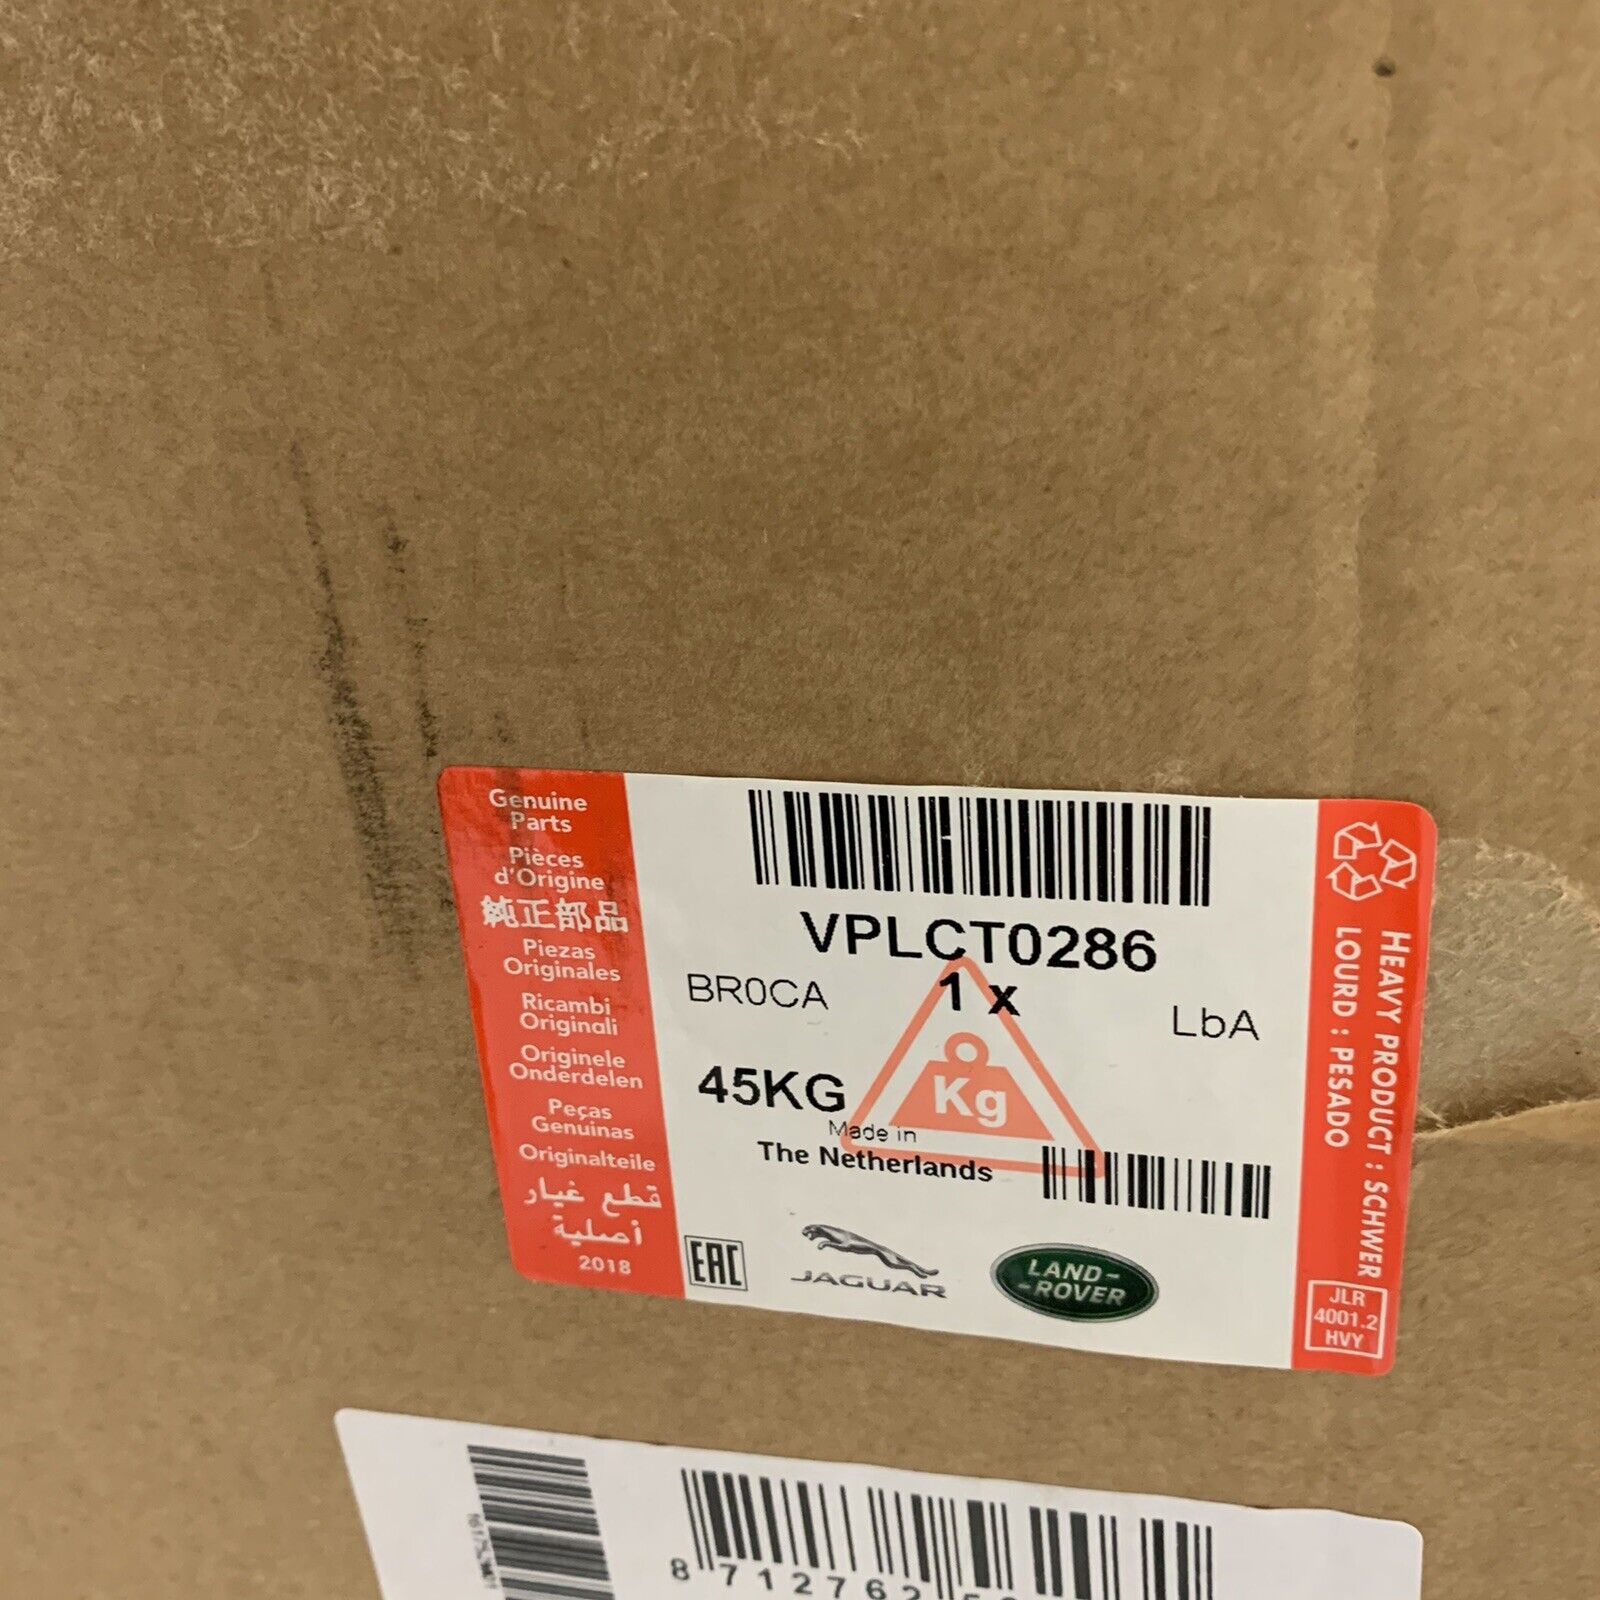 Genuine
Parts
Pièces
d'Origine
純正部品
Piezas
Originales
Ricambi
Originali
Originele
Onderdelen
Peças
Genuinas
Originalteile
قطع غيار
أصلية
2018
VPLCT0286
BR0CA
1 x
LbA
45KG
Kg
Made in
The Netherlands
EAC
JAGUAR
LAND-
-ROVER
HEAVY PRODUCT : SCHWER
LOURD : PESADO
JLR
4001.2
HVY
8 712762